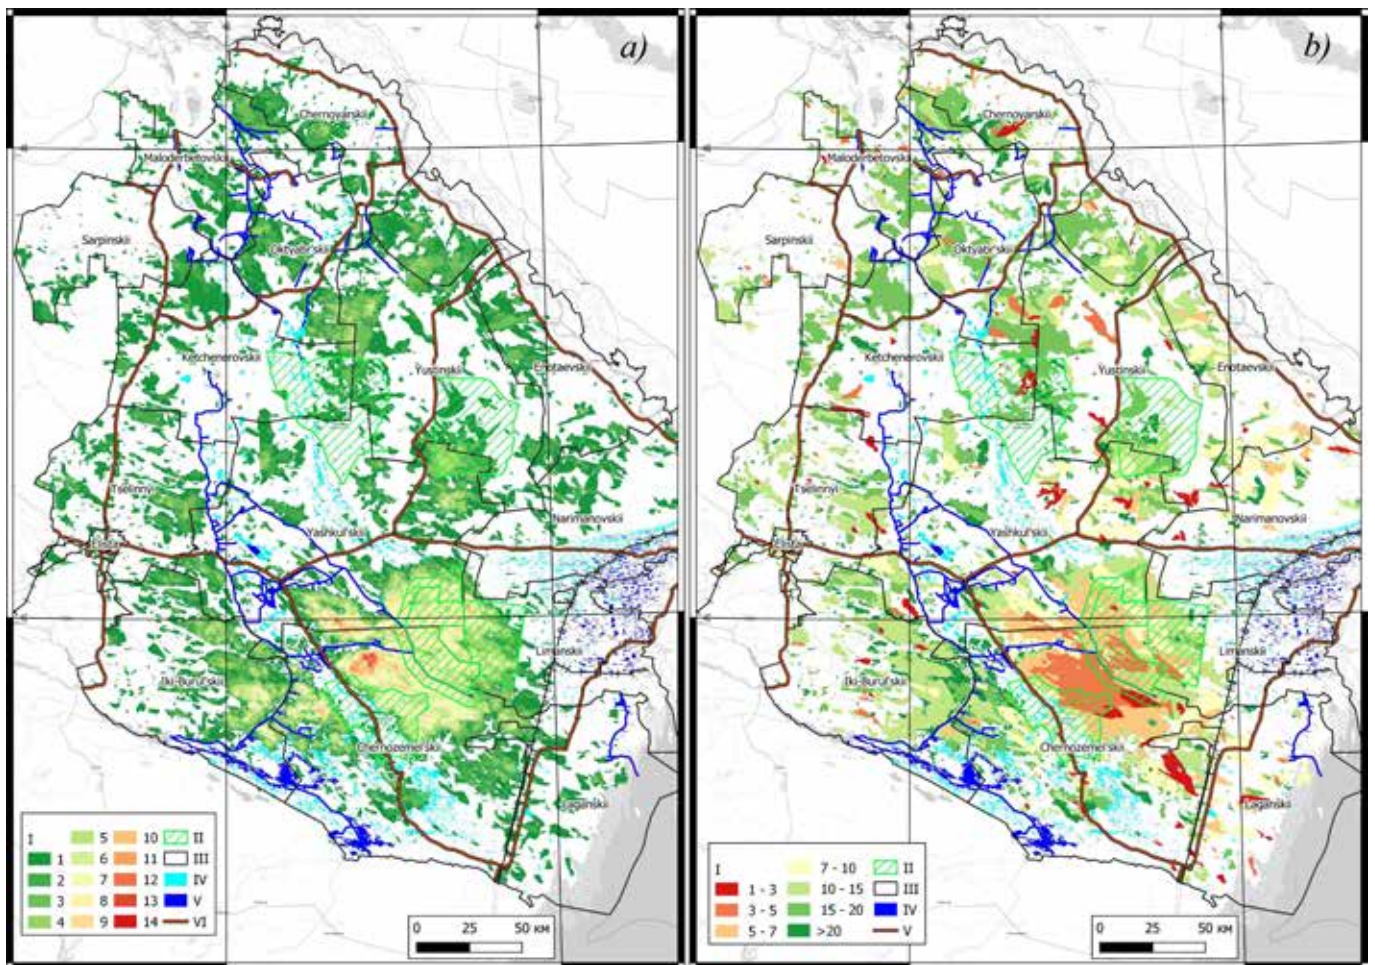 a)
Chernoyarskii
Maloderbetovskii
Sarpinskii
Oktyabr'skii
Ketchenerovskii
Yustinskii
Enotaevskii
Tselinnyi
Narimanovskii
Yashkul'skii
Limanskii
Iki-Burul'skii
Chernozemel'skii
Laganskii
I 5 10 II
1 6 11 III
2 7 12 IV
3 8 13 V
4 9 14 VI
0 25 50 км
b)
Chernoyarskii
Maloderbetovskii
Sarpinskii
Oktyabr'skii
Ketchenerovskii
Yustinskii
Enotaevskii
Tselinnyi
Narimanovskii
Yashkul'skii
Limanskii
Iki-Burul'skii
Chernozemel'skii
Laganskii
I 7 - 10 II
1 - 3 10 - 15 III
3 - 5 15 - 20 IV
5 - 7 >20 V
0 25 50 км